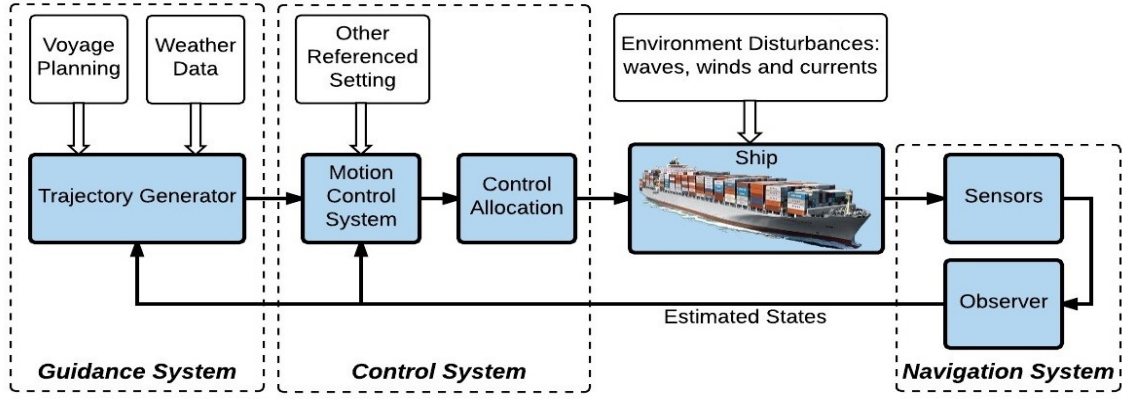 Voyage
Planning
Weather
Data
Other
Referenced
Setting
Environment Disturbances:
waves, winds and currents
Trajectory Generator
Motion
Control
System
Control
Allocation
Ship
Sensors
Observer
Estimated States
Guidance System
Control System
Navigation System